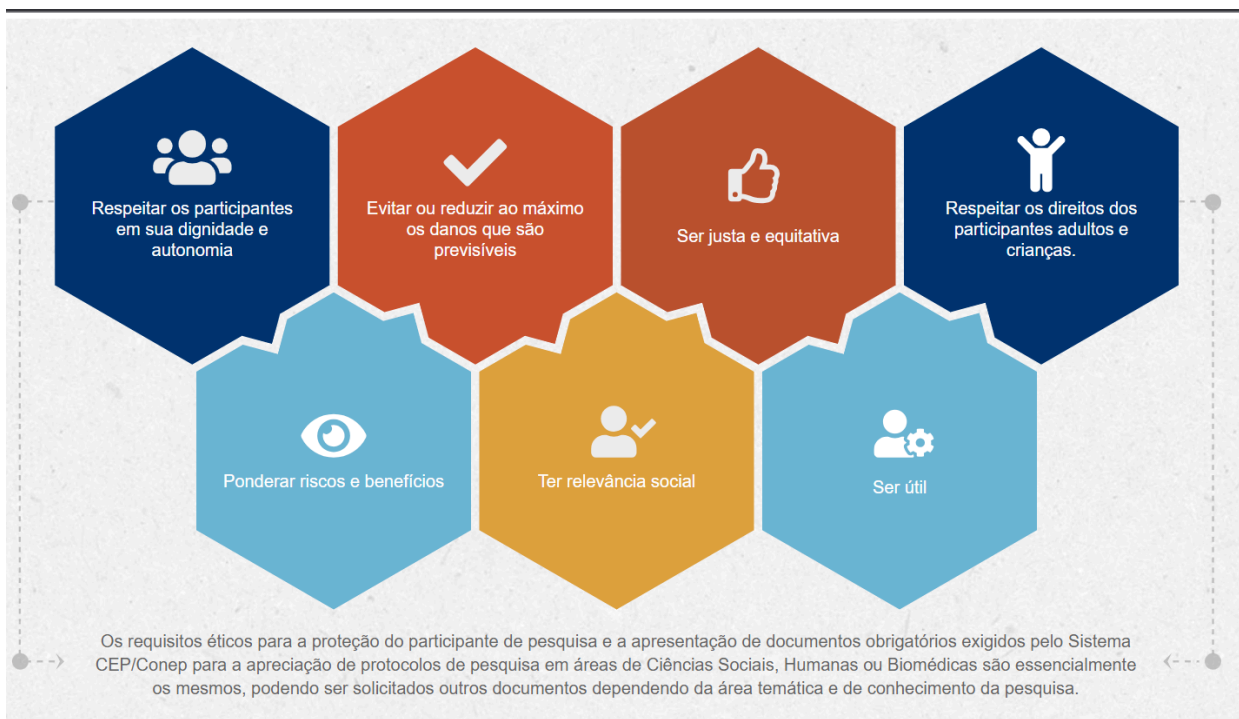 Respeitar os participantes
em sua dignidade e
autonomia
Evitar ou reduzir ao máximo
os danos que são
previsíveis
Ser justa e equitativa
Respeitar os direitos dos
participantes adultos e
crianças.
Ponderar riscos e benefícios
Ter relevância social
Ser útil
Os requisitos éticos para a proteção do participante de pesquisa e a apresentação de documentos obrigatórios exigidos pelo Sistema
CEP/Conep para a apreciação de protocolos de pesquisa em áreas de Ciências Sociais, Humanas ou Biomédicas são essencialmente
os mesmos, podendo ser solicitados outros documentos dependendo da área temática e de conhecimento da pesquisa.